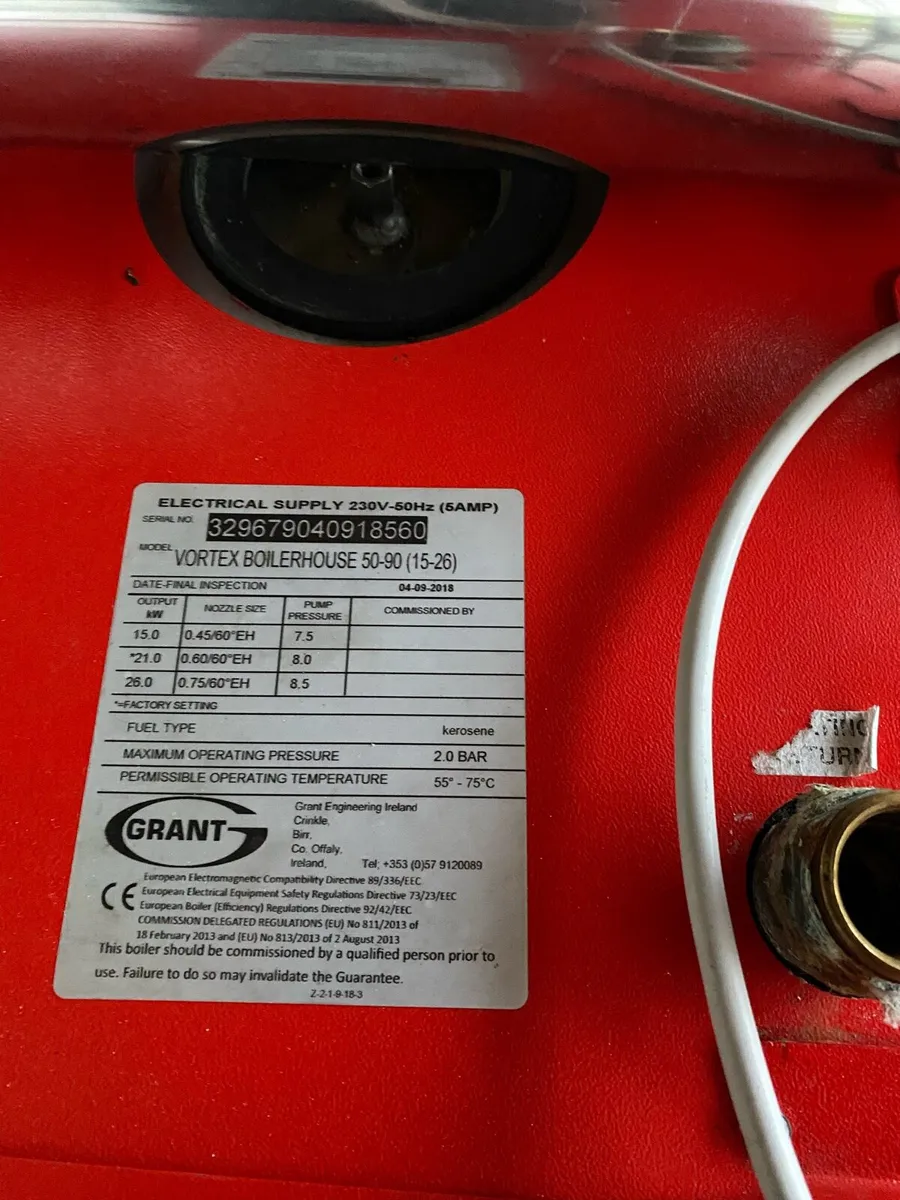 ELECTRICAL SUPPLY 230V-50Hz (5AMP)
SERIAL NO. 329679040918560
MODEL VORTEX BOILERHOUSE 50-90 (15-26)
DATE-FINAL INSPECTION 04-09-2018
OUTPUT kW NOZZLE SIZE PUMP PRESSURE COMMISSIONED BY
15.0 0.45/60°EH 7.5
*21.0 0.60/60°EH 8.0
26.0 0.75/60°EH 8.5
*=FACTORY SETTING
FUEL TYPE kerosene
MAXIMUM OPERATING PRESSURE 2.0 BAR
PERMISSIBLE OPERATING TEMPERATURE 55° - 75°C
GRANT
Grant Engineering Ireland
Crinkle,
Birr,
Co. Offaly,
Ireland, Tel: +353 (0)57 9120089
CE
European Electromagnetic Compatibility Directive 89/336/EEC
European Electrical Equipment Safety Regulations Directive 73/23/EEC
European Boiler (Efficiency) Regulations Directive 92/42/EEC
COMMISSION DELEGATED REGULATIONS (EU) No 811/2013 of
18 February 2013 and (EU) No 813/2013 of 2 August 2013
This boiler should be commissioned by a qualified person prior to
use. Failure to do so may invalidate the Guarantee.
Z-2-1-9-18-3